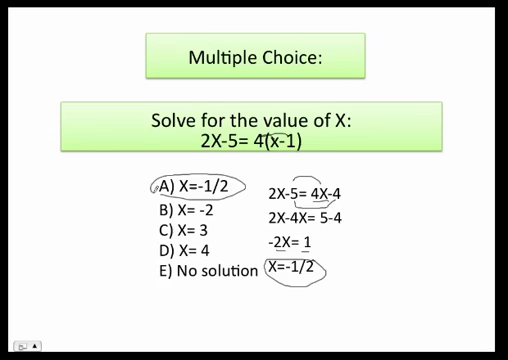 Multiple Choice:
Solve for the value of X:
2X-5= 4(x-1)
A) X=-1/2
B) X= -2
C) X= 3
D) X= 4
E) No solution
2X-5= 4X-4
2X-4X= 5-4
-2X= 1
X=-1/2